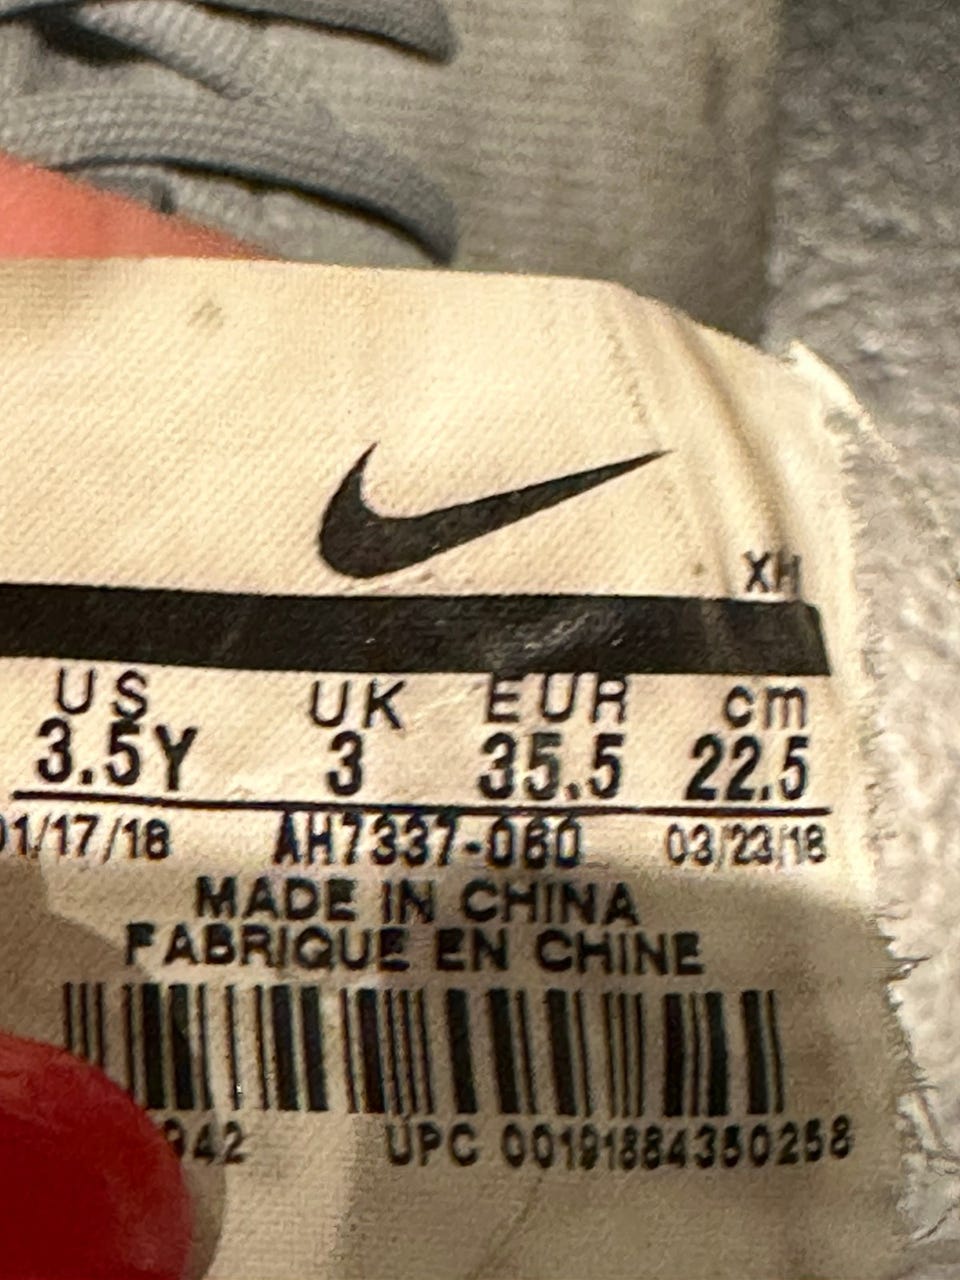 XH
US UK EUR cm
3.5Y 3 35.5 22.5
01/17/18 AH7337-060 03/23/18
MADE IN CHINA
FABRIQUE EN CHINE
942 UPC 00191884350258